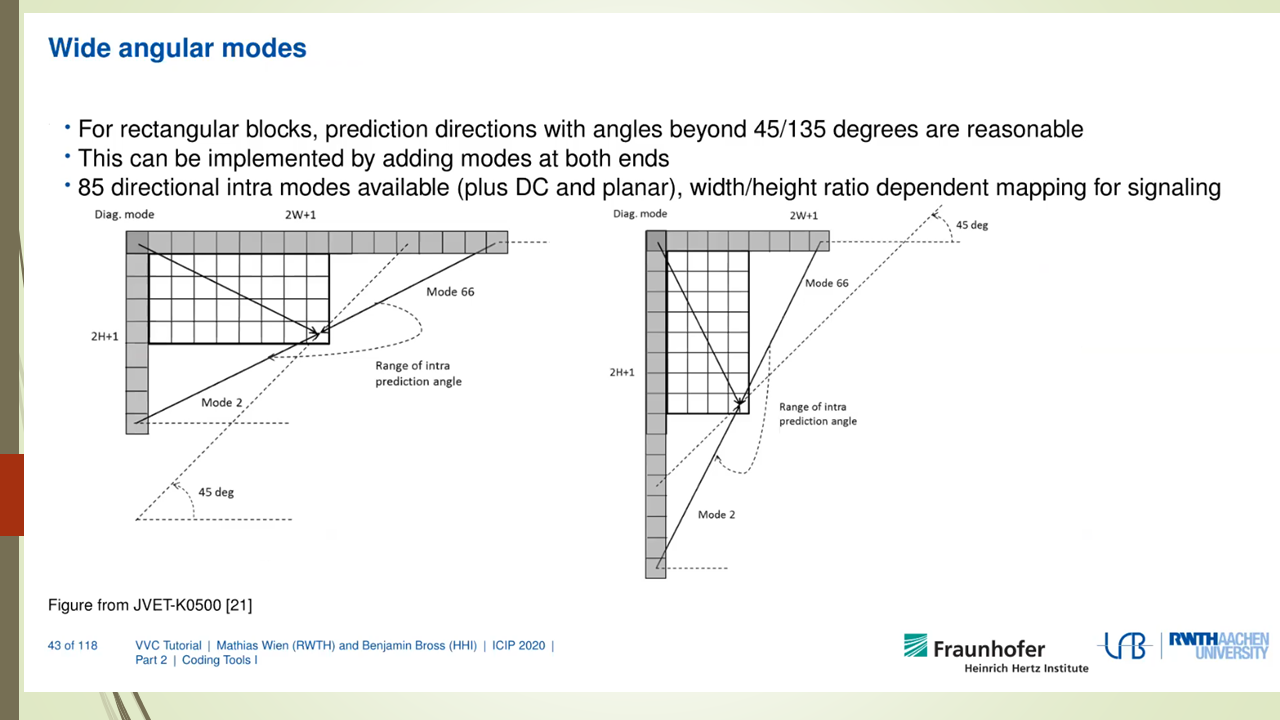 Wide angular modes
• For rectangular blocks, prediction directions with angles beyond 45/135 degrees are reasonable
• This can be implemented by adding modes at both ends
• 85 directional intra modes available (plus DC and planar), width/height ratio dependent mapping for signaling
Diag. mode
2W+1
Mode 66
2H+1
Range of intra
prediction angle
Mode 2
45 deg
Diag. mode
2W+1
45 deg
Mode 66
2H+1
Range of intra
prediction angle
Mode 2
Figure from JVET-K0500 [21]
43 of 118
VVC Tutorial | Mathias Wien (RWTH) and Benjamin Bross (HHI) | ICIP 2020 |
Part 2 | Coding Tools I
Fraunhofer
Heinrich Hertz Institute
RWTHAACHEN
UNIVERSITY